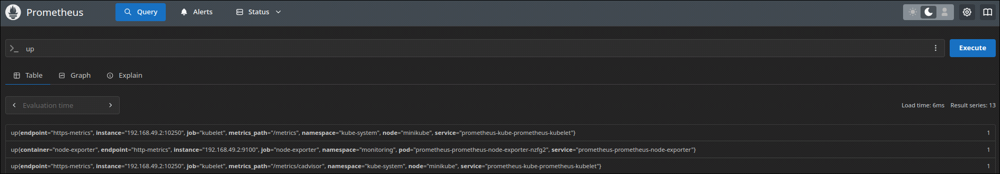 Prometheus Query Alerts Status
up Execute
Table Graph Explain
Evaluation time Load time: 6ms Result series: 13
up{endpoint="https-metrics", instance="192.168.49.2:10250", job="kubelet", metrics_path="/metrics", namespace="kube-system", node="minikube", service="prometheus-kube-prometheus-kubelet"} 1
up{container="node-exporter", endpoint="http-metrics", instance="192.168.49.2:9100", job="node-exporter", namespace="monitoring", pod="prometheus-prometheus-node-exporter-nzfg2", service="prometheus-prometheus-node-exporter"} 1
up{endpoint="https-metrics", instance="192.168.49.2:10250", job="kubelet", metrics_path="/metrics/cadvisor", namespace="kube-system", node="minikube", service="prometheus-kube-prometheus-kubelet"} 1